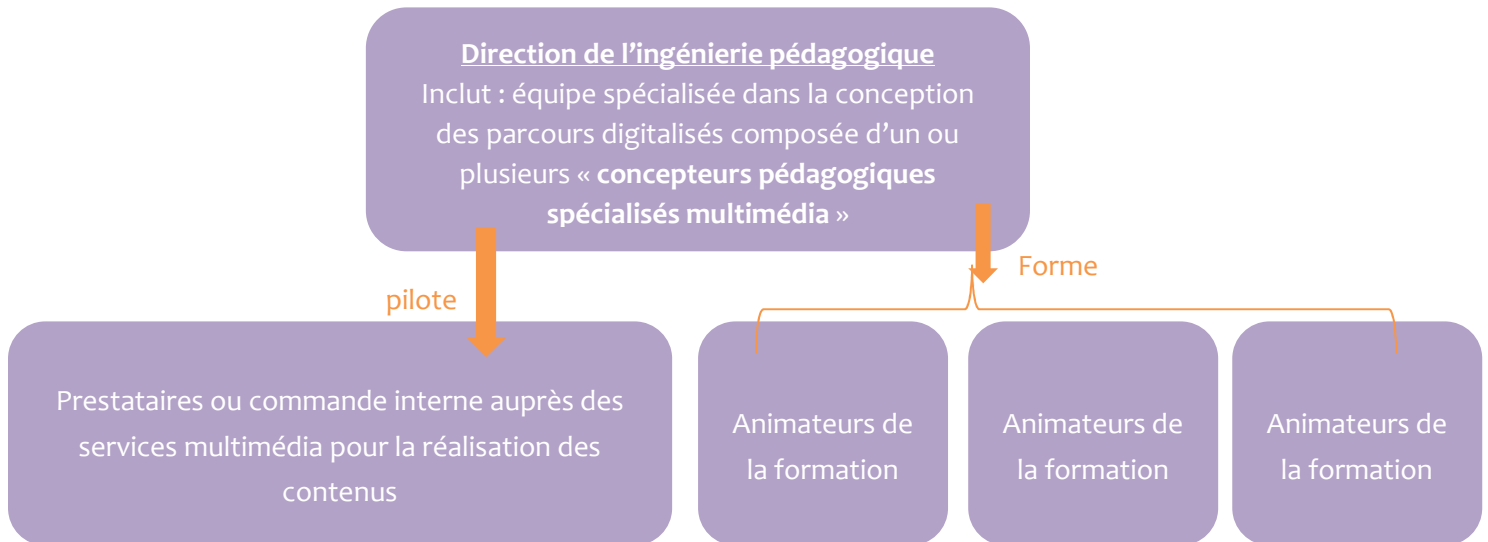 Direction de l’ingénierie pédagogique
Inclut : équipe spécialisée dans la conception
des parcours digitalisés composée d’un ou
plusieurs « concepteurs pédagogiques
spécialisés multimédia »
Forme
pilote
Prestataires ou commande interne auprès des
services multimédia pour la réalisation des
contenus
Animateurs de
la formation
Animateurs de
la formation
Animateurs de
la formation